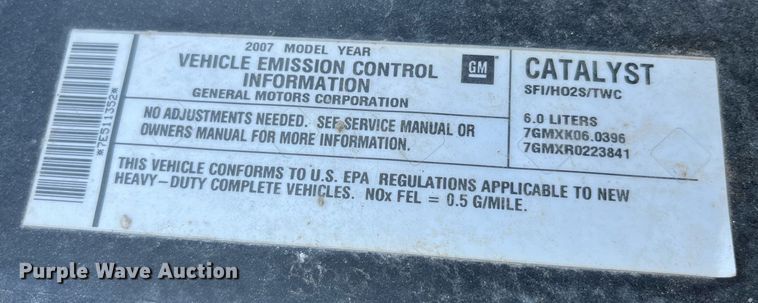 *7E511352*
2007 MODEL YEAR
VEHICLE EMISSION CONTROL
INFORMATION
GENERAL MOTORS CORPORATION
GM
NO ADJUSTMENTS NEEDED. SEE SERVICE MANUAL OR
OWNERS MANUAL FOR MORE INFORMATION.
CATALYST
SFI/HO2S/TWC
6.0 LITERS
7GMXK06.0396
7GMXR0223841
THIS VEHICLE CONFORMS TO U.S. EPA REGULATIONS APPLICABLE TO NEW
HEAVY-DUTY COMPLETE VEHICLES. NOx FEL = 0.5 G/MILE.
Purple Wave Auction